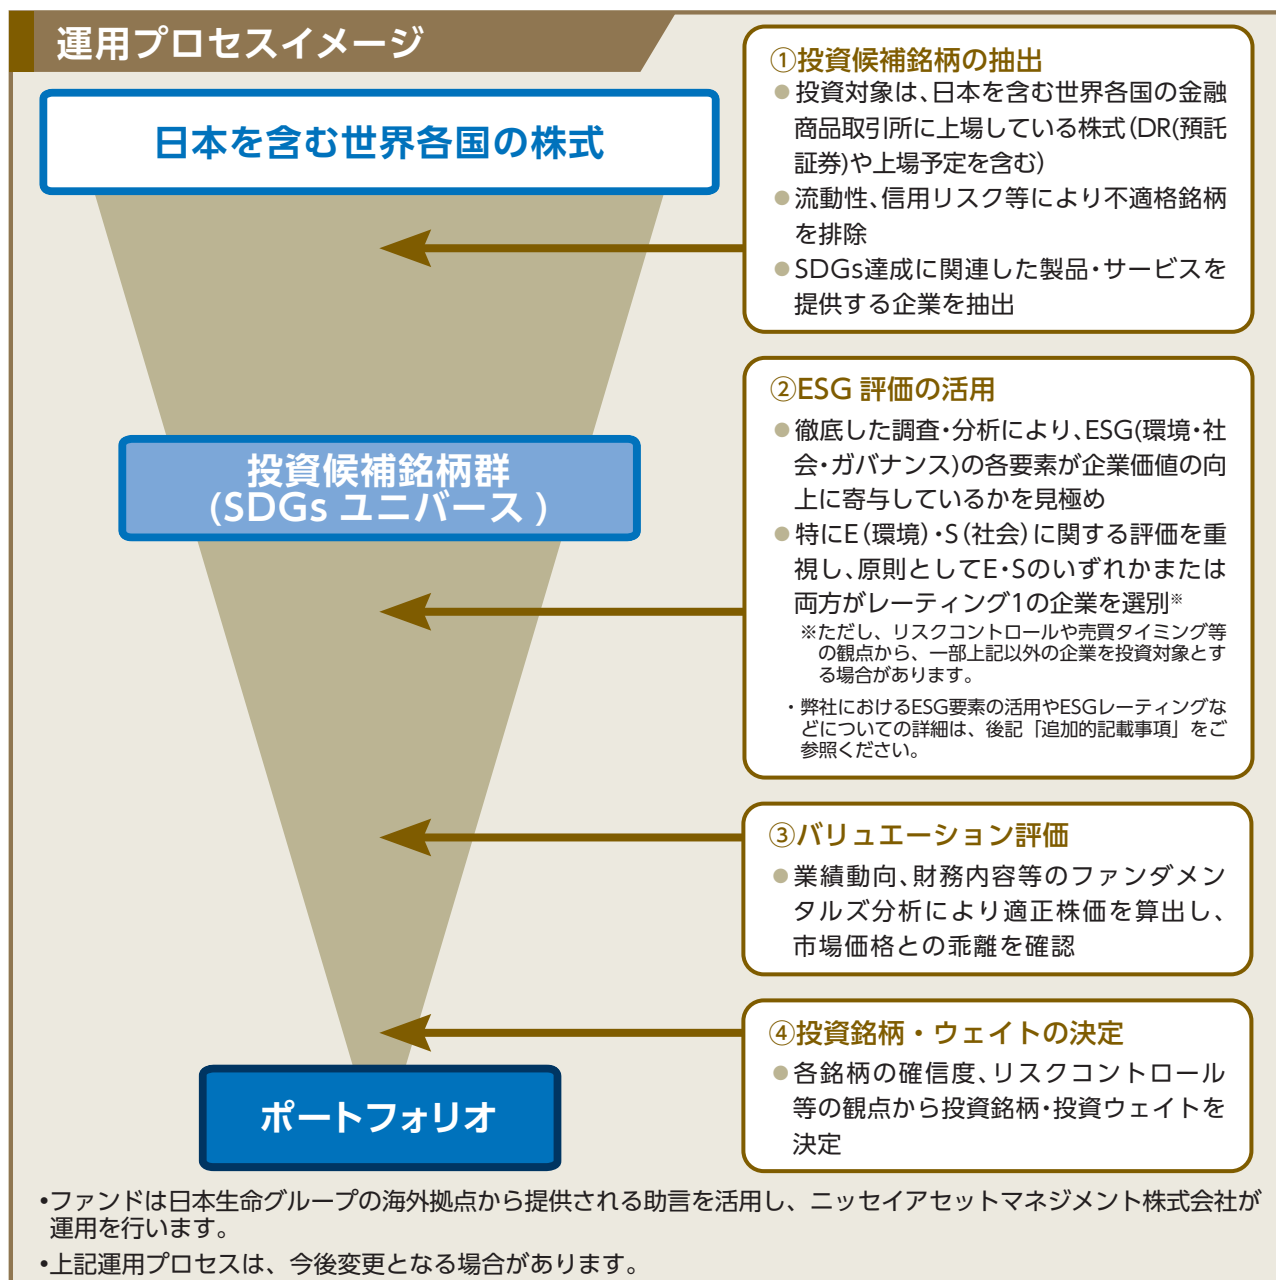 運用プロセスイメージ
日本を含む世界各国の株式
①投資候補銘柄の抽出
●投資対象は、日本を含む世界各国の金融
商品取引所に上場している株式(DR(預託
証券)や上場予定を含む)
●流動性、信用リスク等により不適格銘柄
を排除
●SDGs達成に関連した製品・サービスを
提供する企業を抽出
投資候補銘柄群
(SDGs ユニバース )
②ESG 評価の活用
●徹底した調査・分析により、ESG(環境・社
会・ガバナンス)の各要素が企業価値の向
上に寄与しているかを見極め
●特にE(環境)・S(社会)に関する評価を重
視し、原則としてE・Sのいずれかまたは
両方がレーティング1の企業を選別※
※ただし、リスクコントロールや売買タイミング等
の観点から、一部上記以外の企業を投資対象とす
る場合があります。
・弊社におけるESG要素の活用やESGレーティングな
どについての詳細は、後記「追加的記載事項」をご
参照ください。
③バリュエーション評価
●業績動向、財務内容等のファンダメン
タルズ分析により適正株価を算出し、
市場価格との乖離を確認
④投資銘柄・ウェイトの決定
●各銘柄の確信度、リスクコントロール
等の観点から投資銘柄・投資ウェイトを
決定
ポートフォリオ
•ファンドは日本生命グループの海外拠点から提供される助言を活用し、ニッセイアセットマネジメント株式会社が
運用を行います。
•上記運用プロセスは、今後変更となる場合があります。